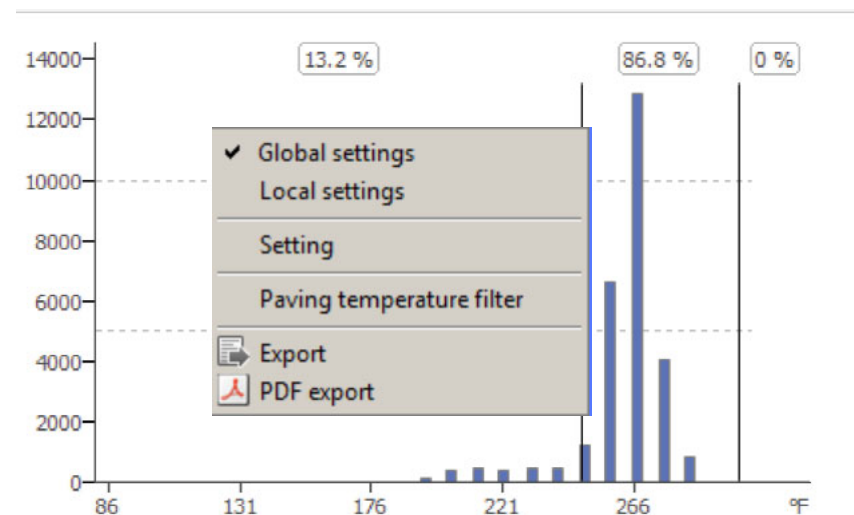 14000
13.2 %
86.8 %
0 %
12000
Global settings
10000
Local settings
8000
Setting
6000
Paving temperature filter
4000
Export
PDF export
2000
0
86
131
176
221
266
°F